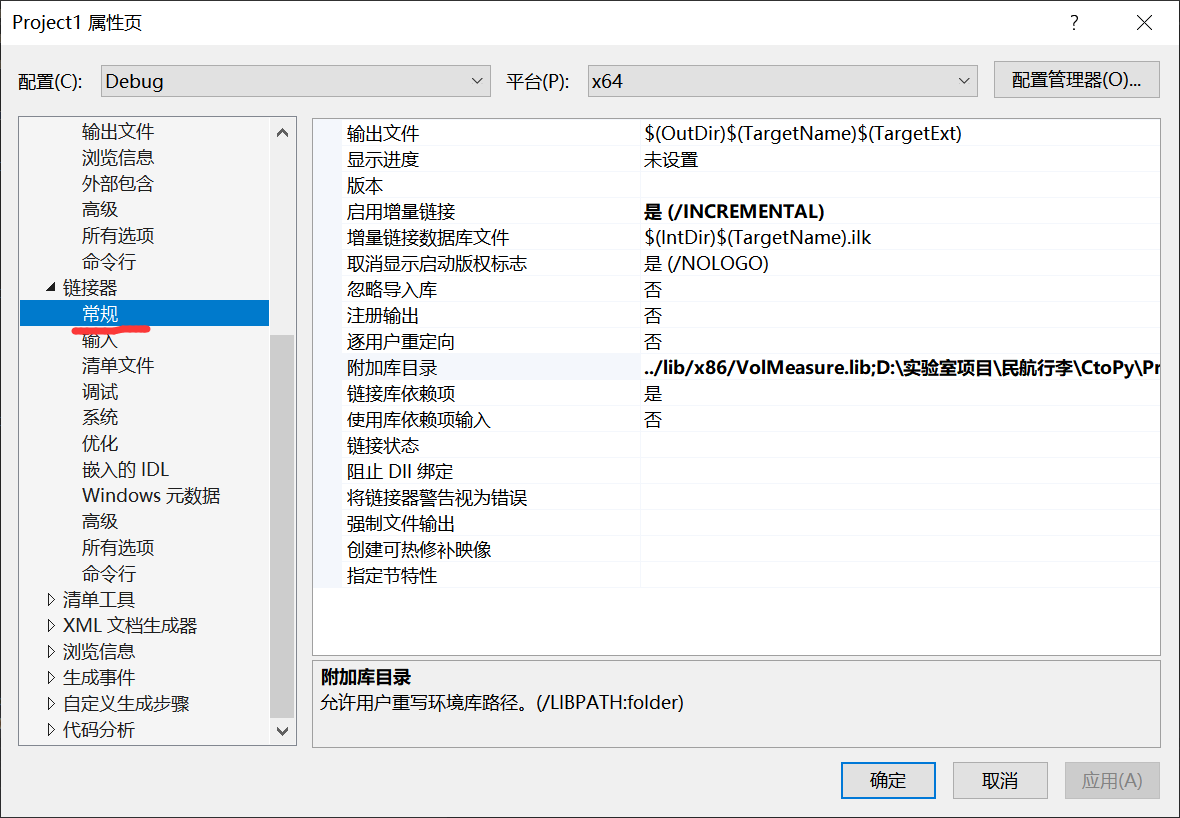 Project1 属性页
配置(C): Debug 平台(P): x64 配置管理器(O)...
输出文件
浏览信息
外部包含
高级
所有选项
命令行
链接器
常规
输入
清单文件
调试
系统
优化
嵌入的 IDL
Windows 元数据
高级
所有选项
命令行
清单工具
XML 文档生成器
浏览信息
生成事件
自定义生成步骤
代码分析
输出文件 $(OutDir)$(TargetName)$(TargetExt)
显示进度 未设置
版本
启用增量链接 是 (/INCREMENTAL)
增量链接数据库文件 $(IntDir)$(TargetName).ilk
取消显示启动版权标志 是 (/NOLOGO)
忽略导入库 否
注册输出 否
逐用户重定向 否
附加库目录 ../lib/x86/VolMeasure.lib;D:\实验室项目\民航行李\CtoPy\Pr
链接库依赖项 是
使用库依赖项输入 否
链接状态
阻止 Dll 绑定
将链接器警告视为错误
强制文件输出
创建可热修补映像
指定节特性
附加库目录
允许用户重写环境库路径。(/LIBPATH:folder)
确定 取消 应用(A)